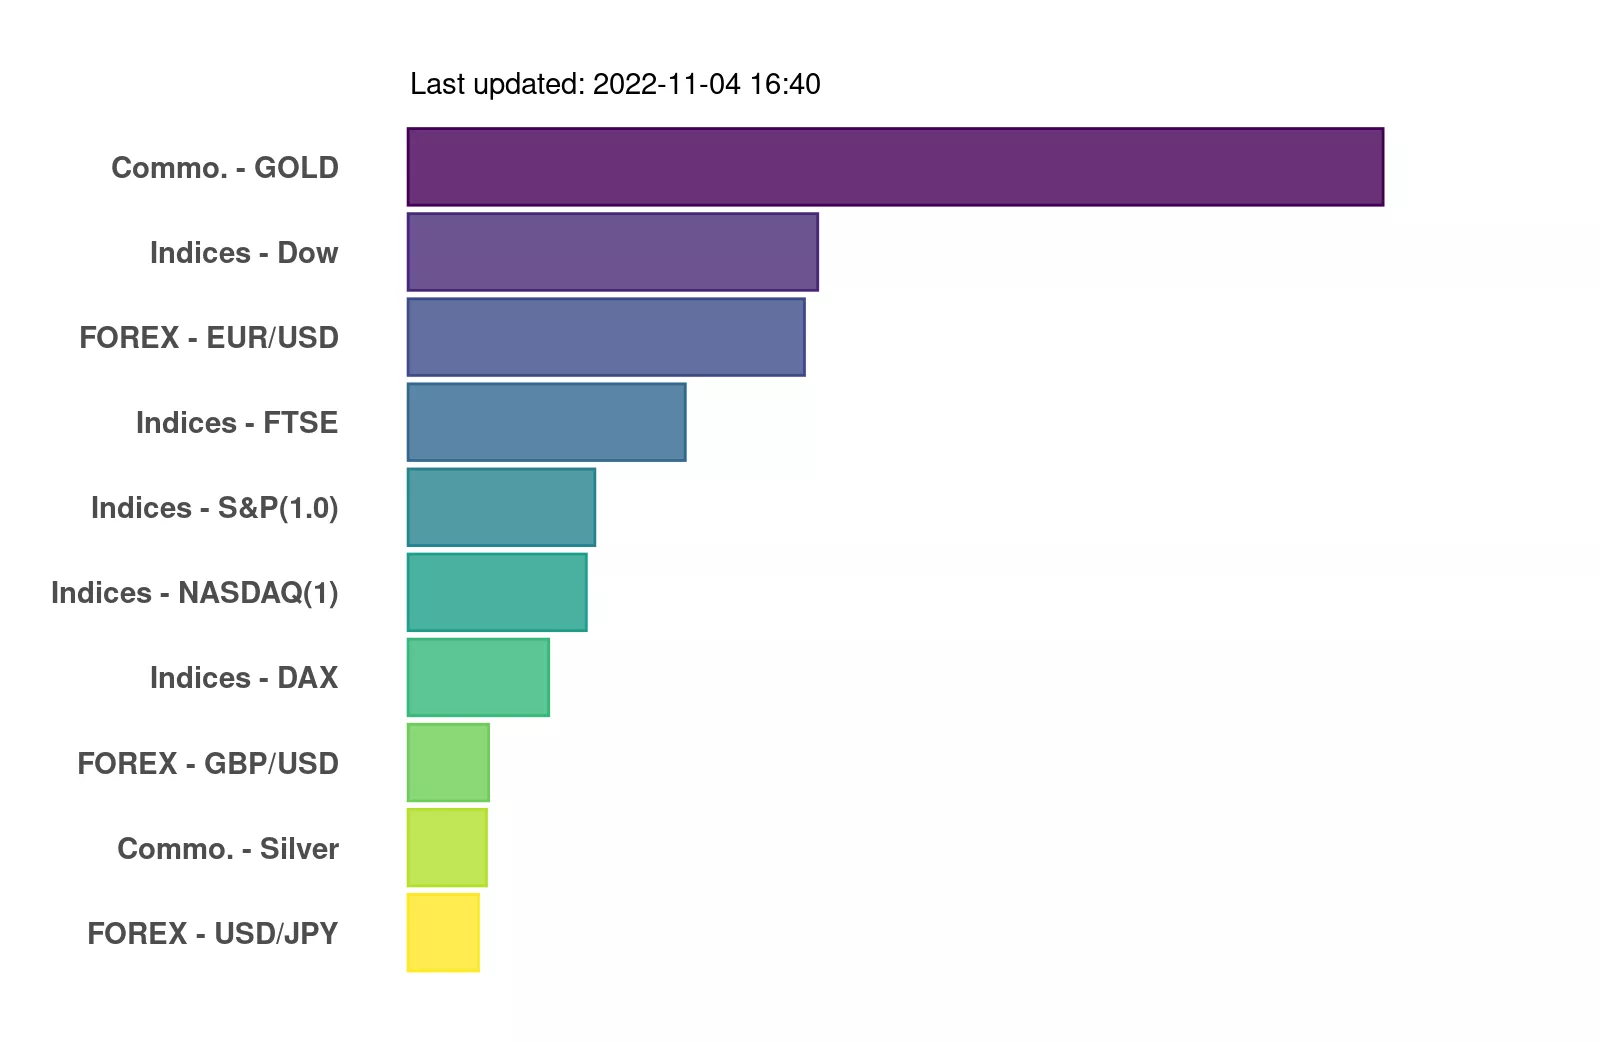 Last updated: 2022-11-04 16:40
Commo. - GOLD
Indices - Dow
FOREX - EUR/USD
Indices - FTSE
Indices - S&P(1.0)
Indices - NASDAQ(1)
Indices - DAX
FOREX - GBP/USD
Commo. - Silver
FOREX - USD/JPY